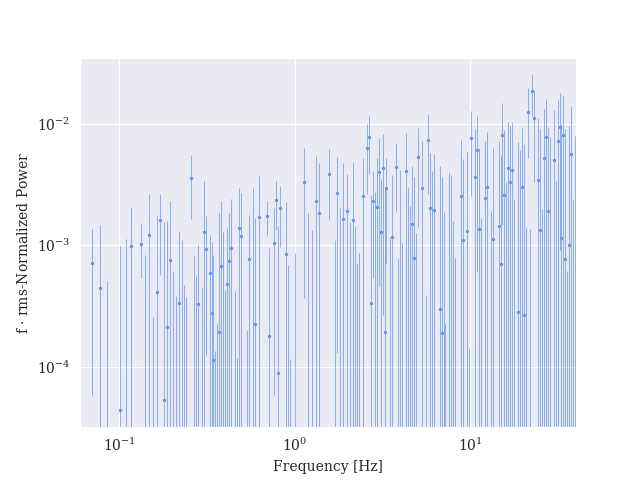 10⁻²
10⁻³
10⁻⁴
f · rms-Normalized Power
10⁻¹ 10⁰ 10¹
Frequency [Hz]